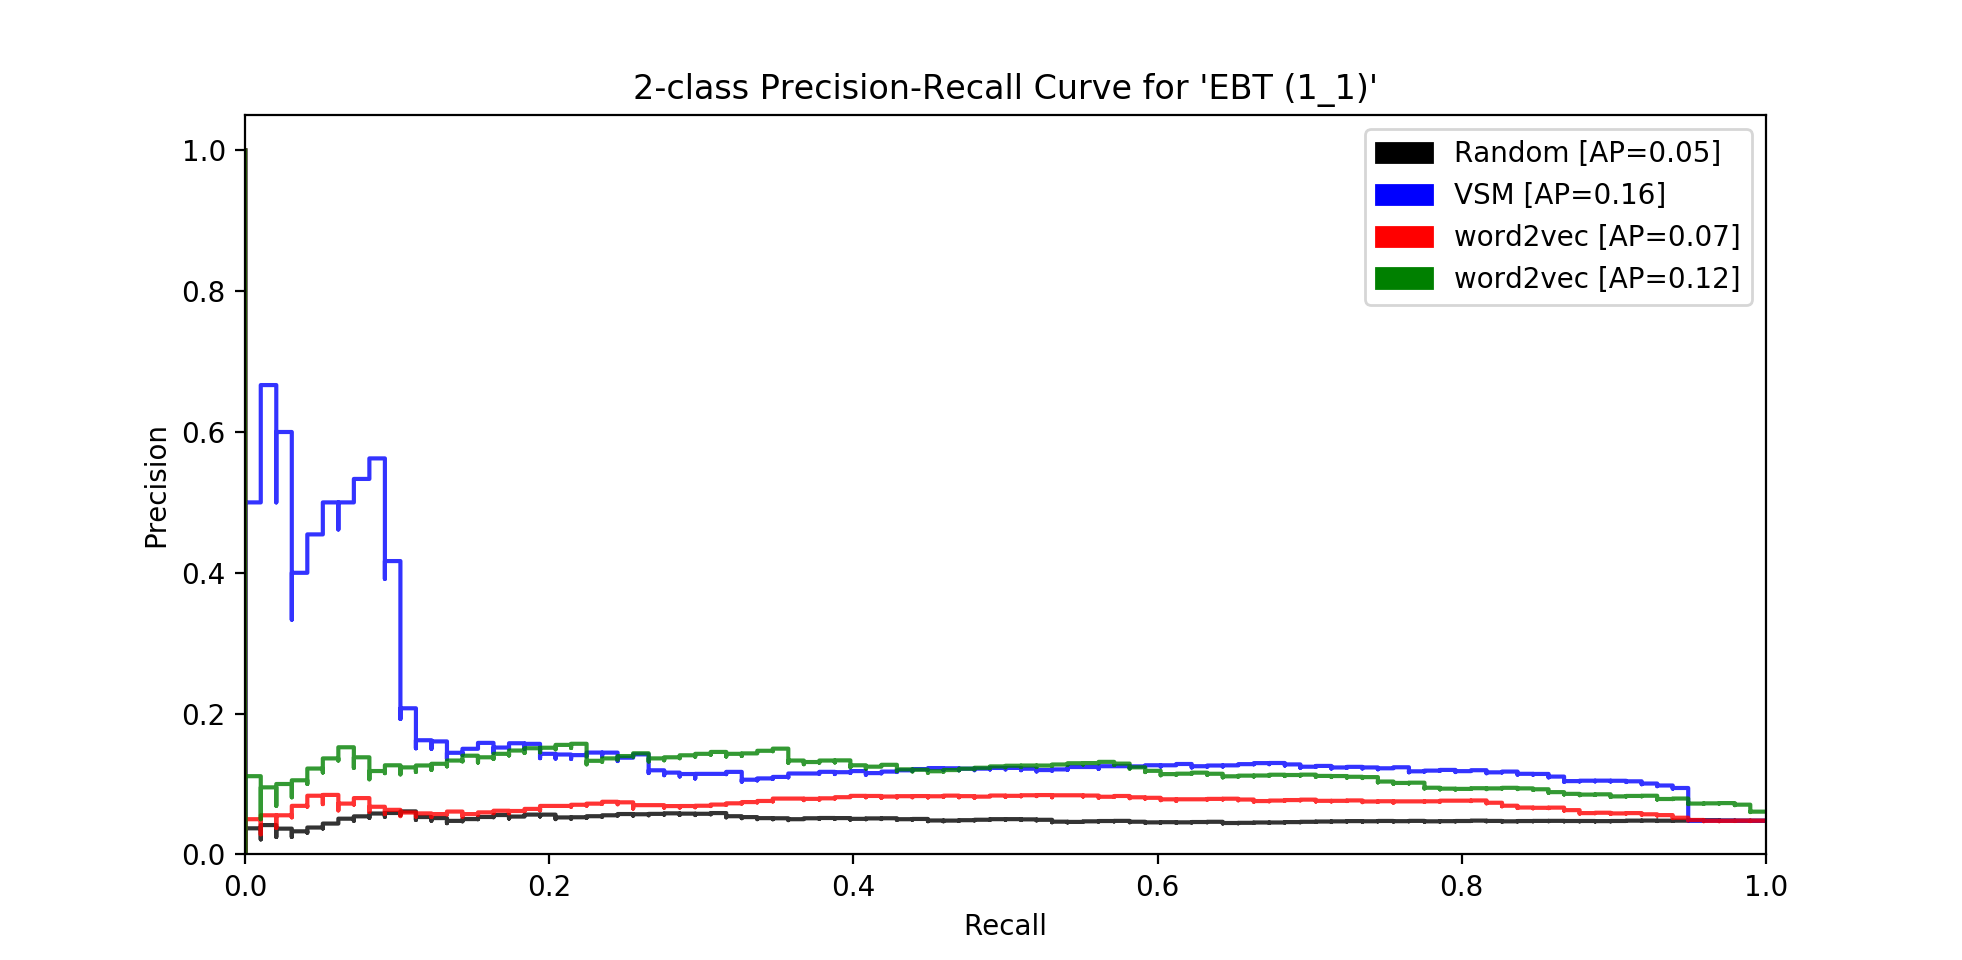 2-class Precision-Recall Curve for 'EBT (1_1)'
Random [AP=0.05]
VSM [AP=0.16]
word2vec [AP=0.07]
word2vec [AP=0.12]
Precision
1.0
0.8
0.6
0.4
0.2
0.0
0.0 0.2 0.4 0.6 0.8 1.0
Recall